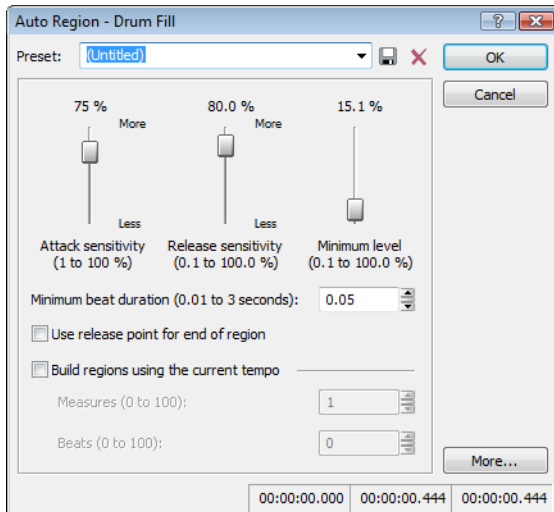 Auto Region - Drum Fill
Preset: (Untitled)
OK
Cancel
75 % 80.0 % 15.1 %
More More
Less Less
Attack sensitivity Release sensitivity Minimum level
(1 to 100 %) (0.1 to 100.0 %) (0.1 to 100.0 %)
Minimum beat duration (0.01 to 3 seconds): 0.05
Use release point for end of region
Build regions using the current tempo
Measures (0 to 100): 1
Beats (0 to 100): 0
More...
00:00:00.000 00:00:00.444 00:00:00.444